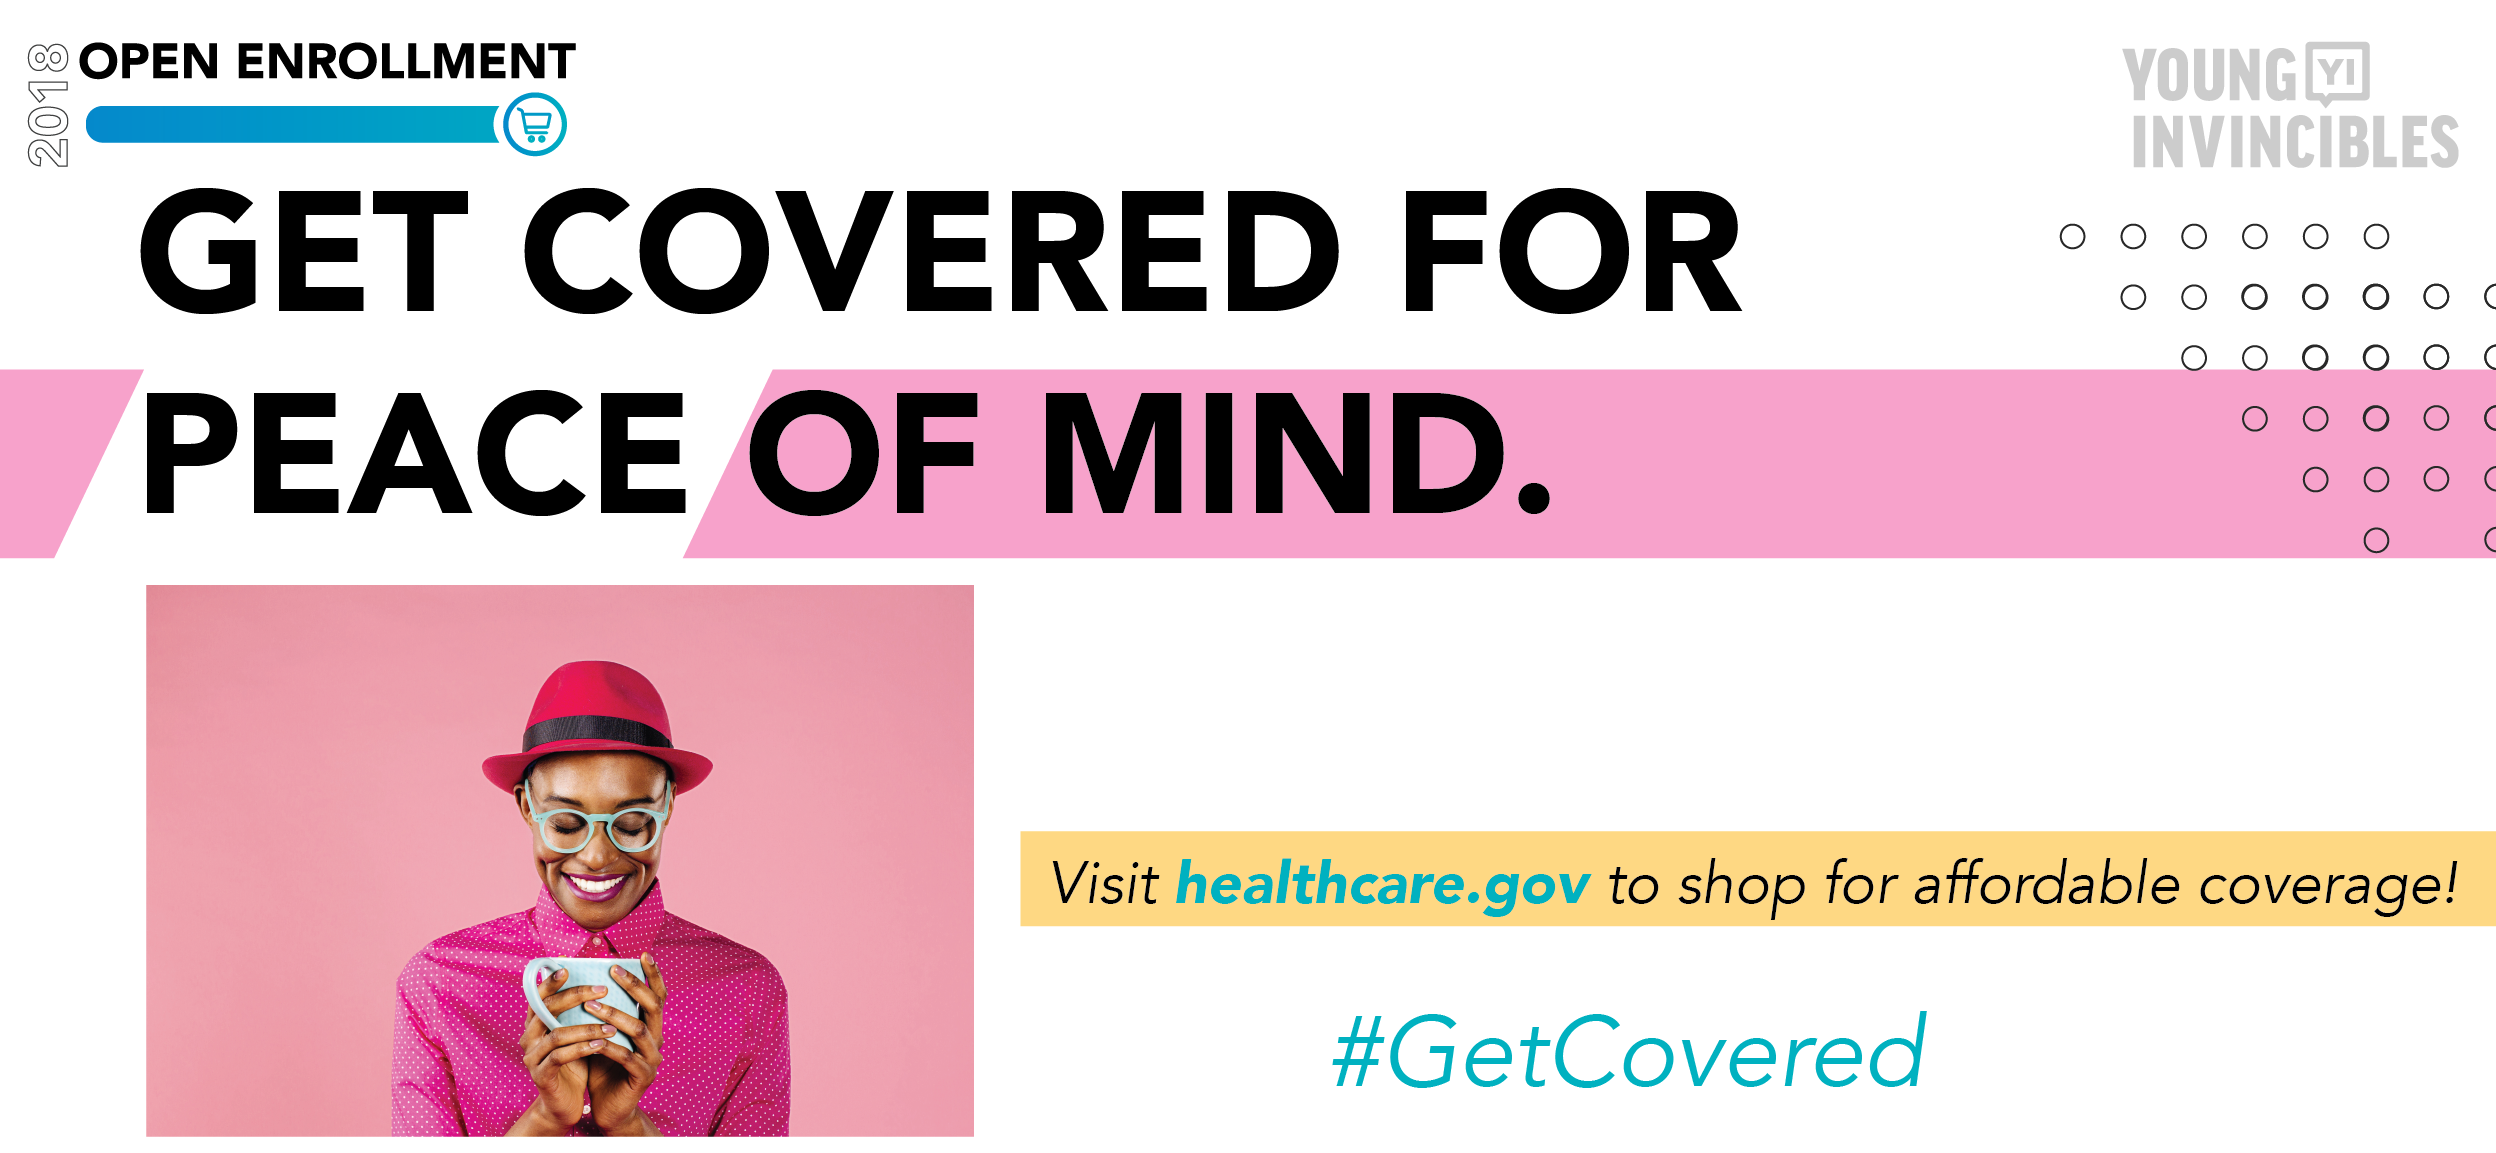 2018
OPEN ENROLLMENT
YOUNG YI
INVINCIBLES
GET COVERED FOR
PEACE OF MIND.
Visit healthcare.gov to shop for affordable coverage!
#GetCovered